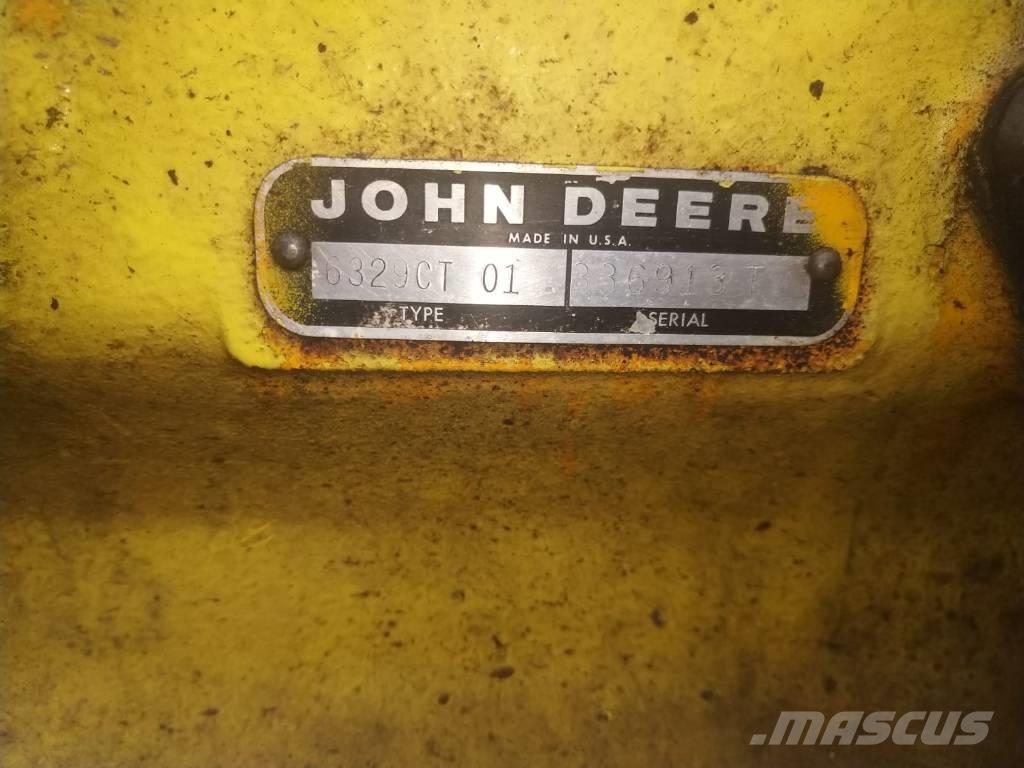 JOHN DEERE
MADE IN U.S.A.
6329CT 01 336913 T
TYPE SERIAL
MASCUS